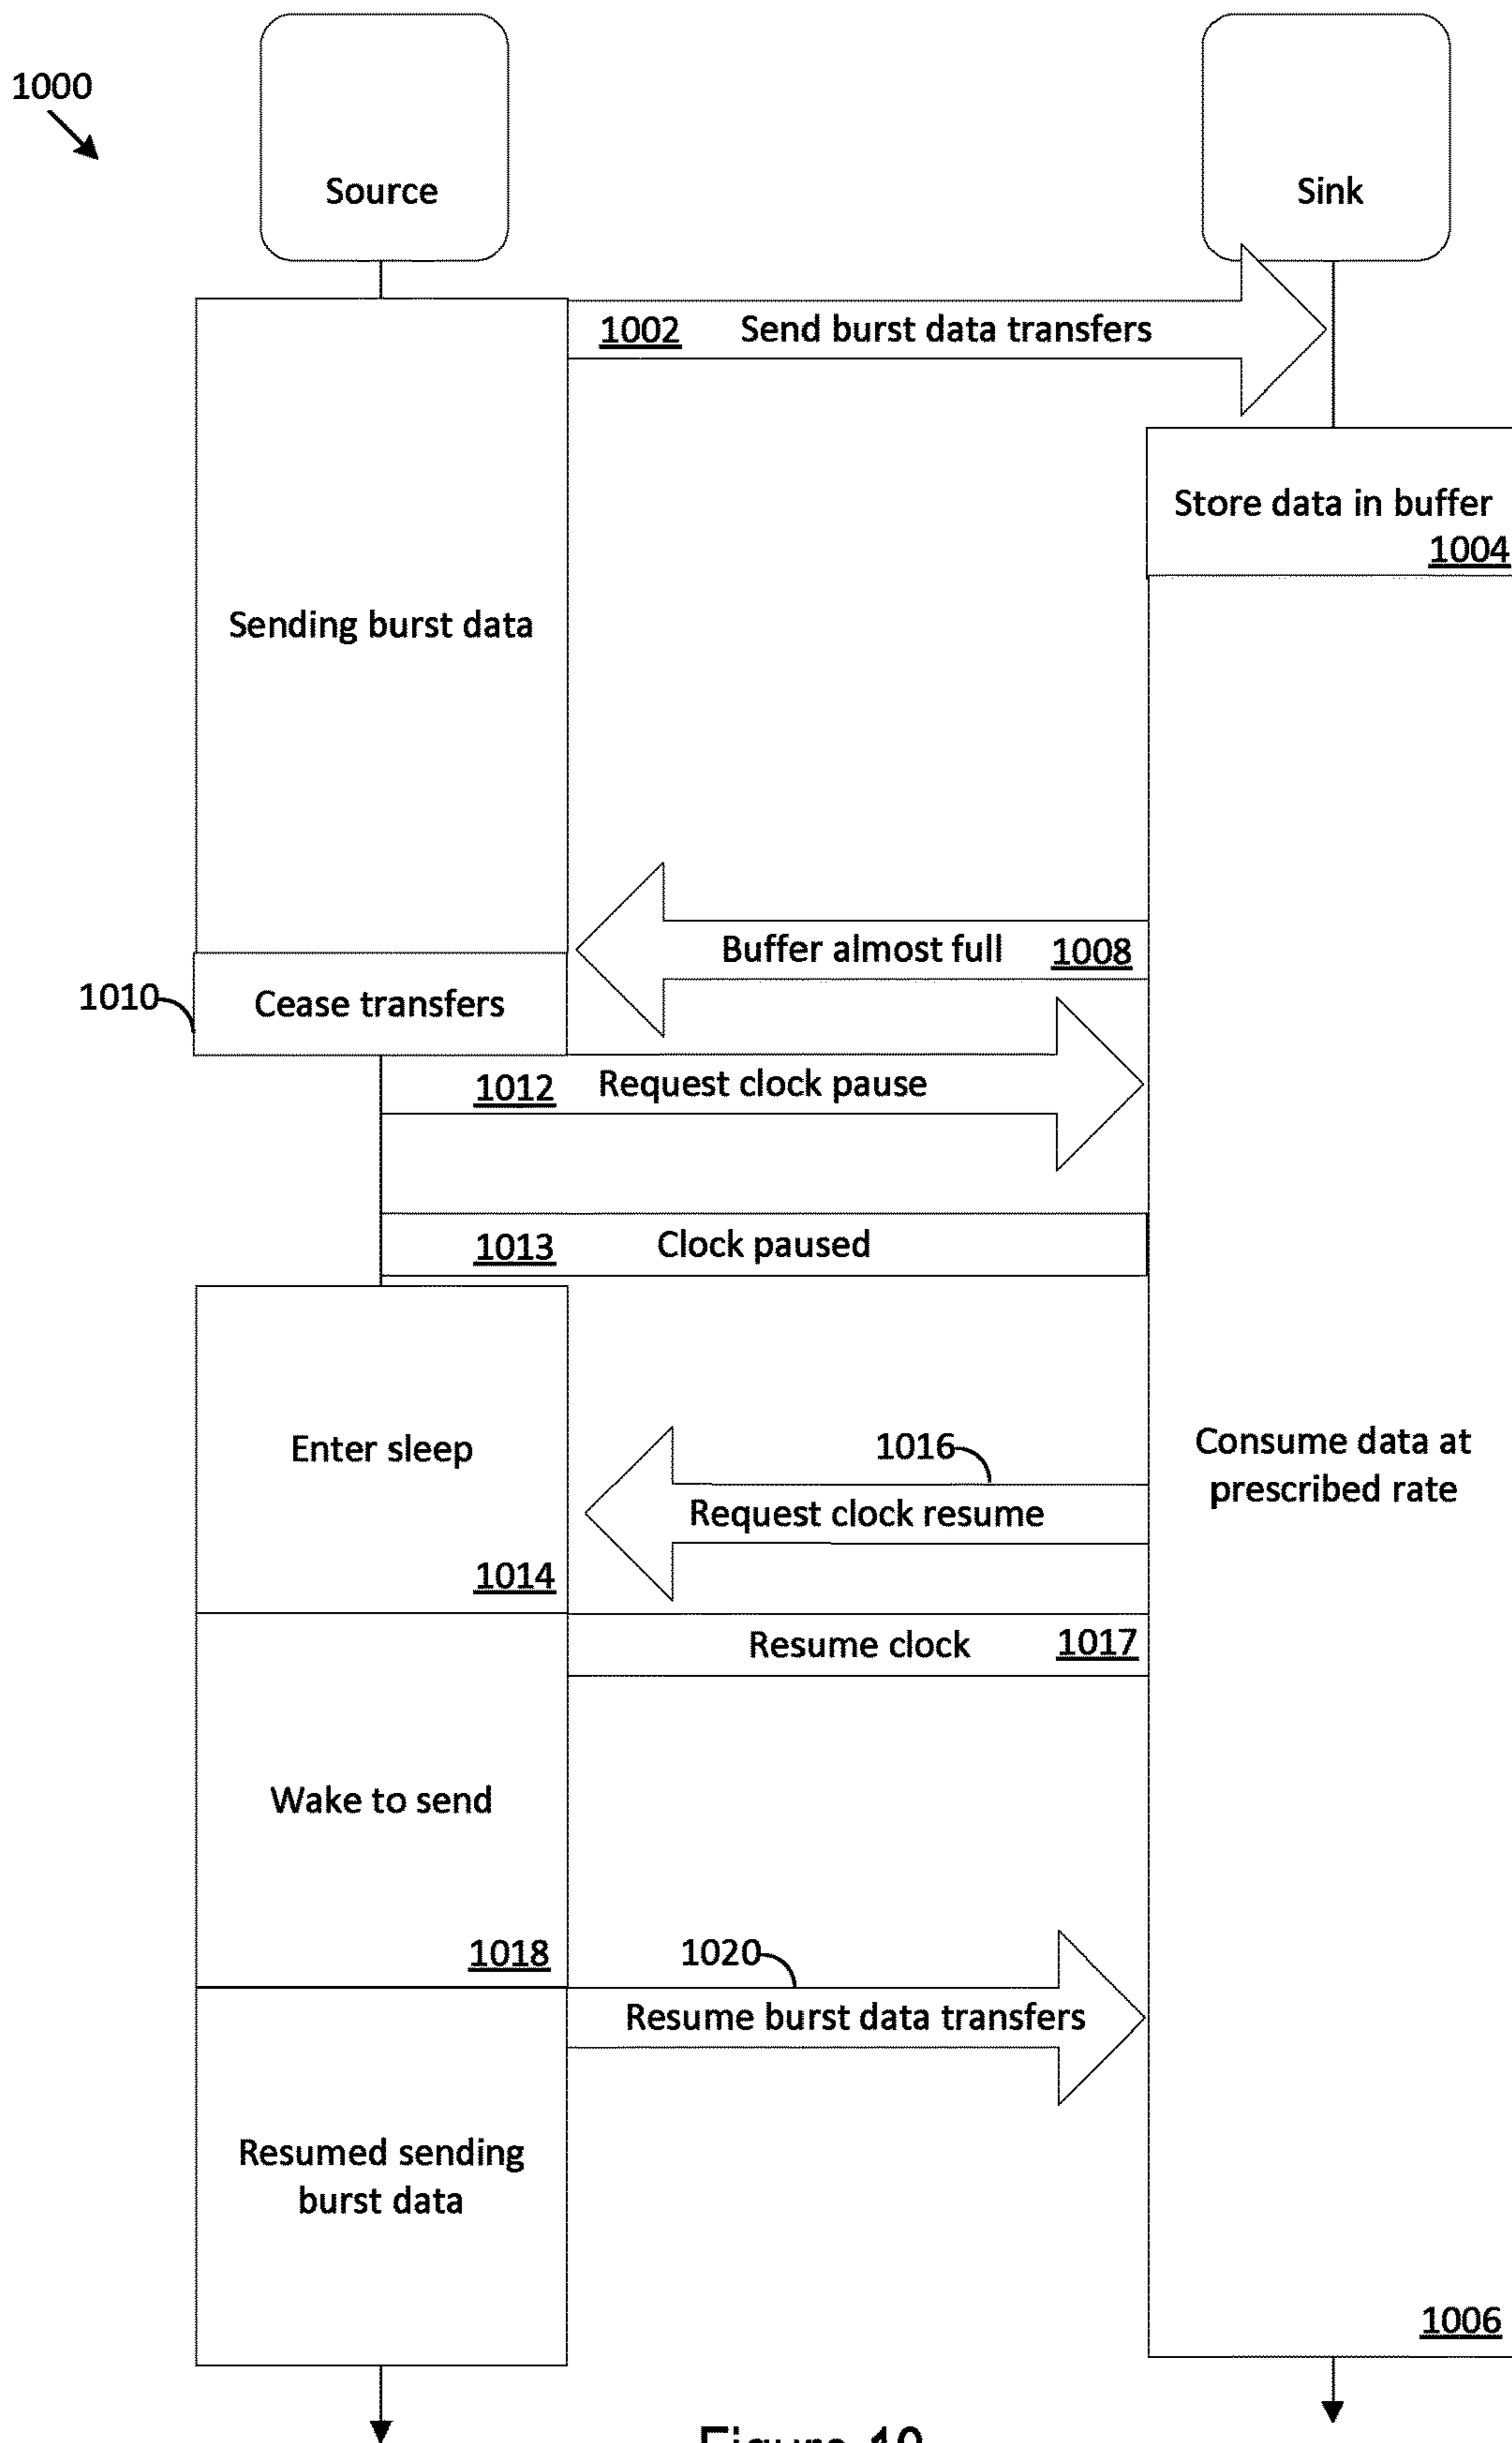 1000
Source
Sink
1002 Send burst data transfers
Store data in buffer
1004
Sending burst data
Buffer almost full 1008
1010
Cease transfers
1012 Request clock pause
1013 Clock paused
Enter sleep
1014
1016
Request clock resume
Consume data at
prescribed rate
Resume clock 1017
Wake to send
1018
1020
Resume burst data transfers
Resumed sending
burst data
1006
Figure 10